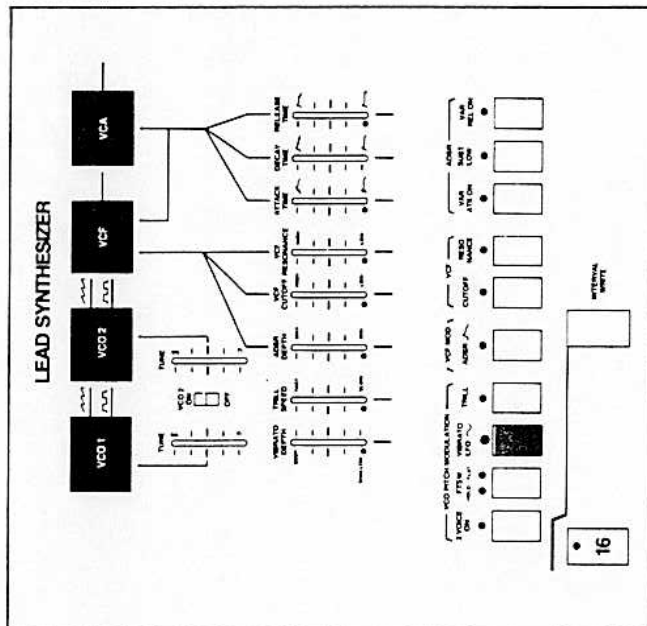 LEAD SYNTHESIZER
VCO 1
VCO 2
VCF
VCA
TUNE
VCO 2
ON
OFF
TUNE
VIBRATO
DEPTH
TRILL
SPEED
ADSR
DEPTH
VCF
CUTOFF
VCF
RESONANCE
ATTACK
TIME
DECAY
TIME
RELEASE
TIME
VCO PITCH MODULATION
VCF MOD
VCF
ADSR
2 VOICE
ON
FTSW
VIBRATO
LFO
TRILL
ADSR
CUTOFF
RESO
NANCE
VAR
ATK ON
SUST
LOW
VAR
REL ON
16
INTERVAL
WRITE